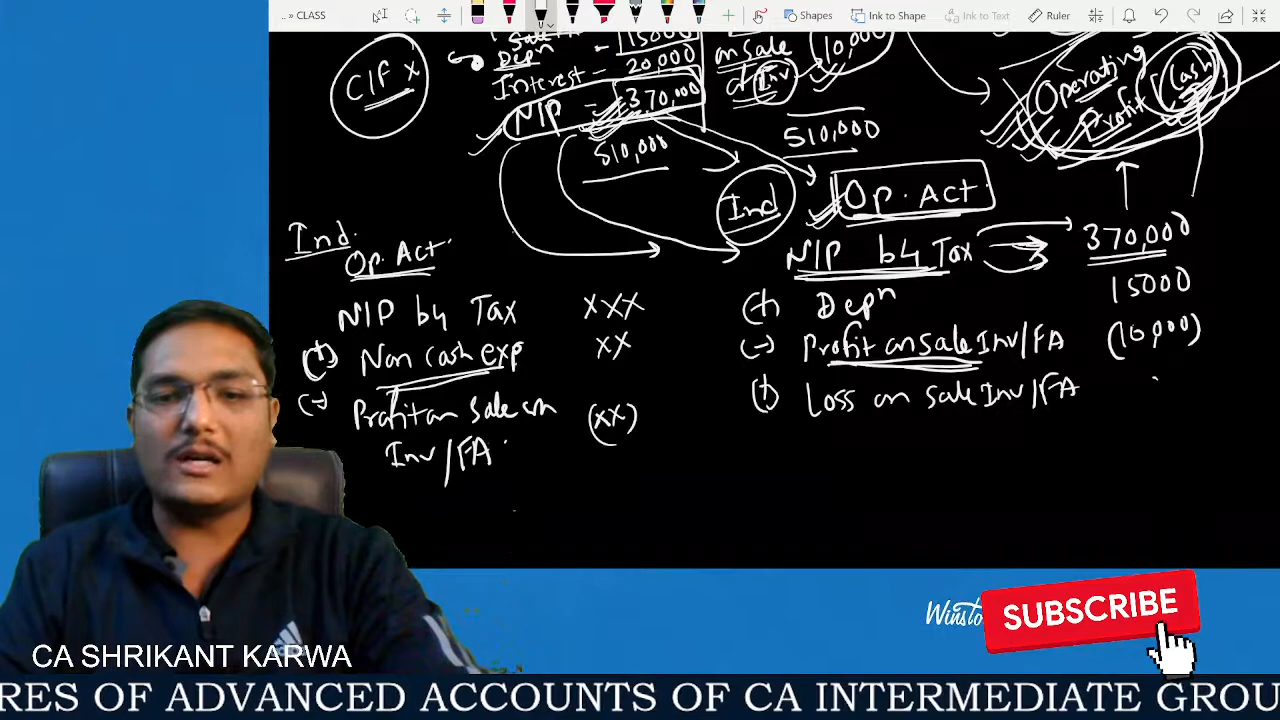 .. » CLASS
Shapes
Ink to Shape
Ink to Text
Ruler
Depn - 15000
Interest - 20,000
N/P = 370,000
510,000
on sale (10,000)
of Inv
510,000
C/F x
Operating
Profit [Cash]
Ind
Op. Act.
N/P b4 Tax 370,000
(+) Depn 15000
(-) Profit on sale Inv/FA (10,000)
(+) Loss on sale Inv/FA
Ind.
Op. Act.
N/P b4 Tax xxx
(+) Non cash exp xx
(-) Profit on Sale on (xx)
Inv/FA
SUBSCRIBE
CA SHRIKANT KARWA
RES OF ADVANCED ACCOUNTS OF CA INTERMEDIATE GROU